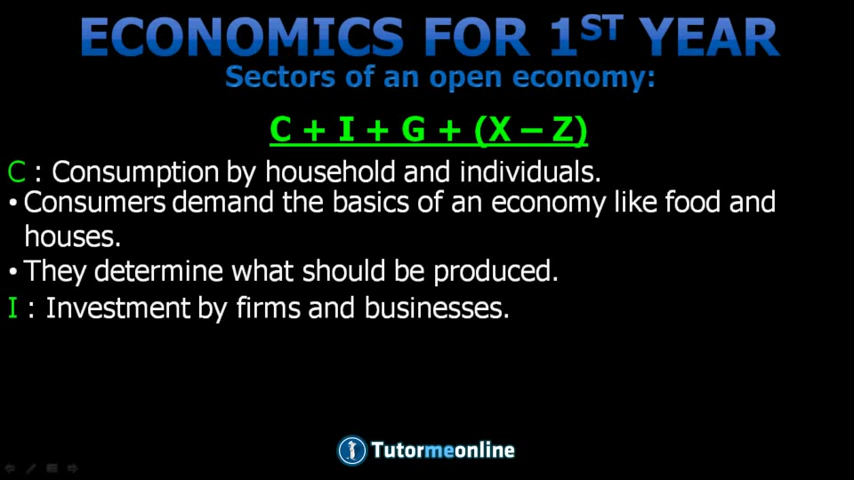 ECONOMICS FOR 1ST YEAR
Sectors of an open economy:
C + I + G + (X – Z)
C : Consumption by household and individuals.
• Consumers demand the basics of an economy like food and
houses.
• They determine what should be produced.
I : Investment by firms and businesses.
Tutormeonline